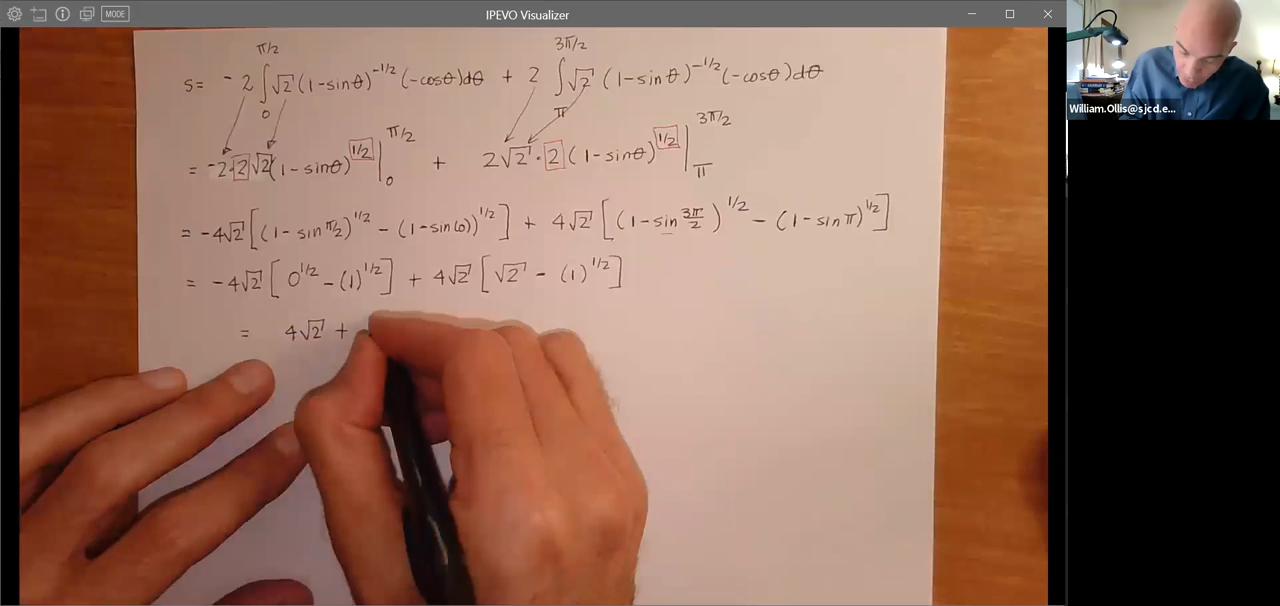 IPEVO Visualizer
MODE
William.Ollis@sjcd.e...
S = -2 ∫₀^{π/2} √2 (1-sinθ)^{-1/2} (-cosθ)dθ + 2 ∫_π^{3π/2} √2 (1-sinθ)^{-1/2} (-cosθ)dθ
= -2·2√2 (1-sinθ)^{1/2} |₀^{π/2} + 2√2·2 (1-sinθ)^{1/2} |_π^{3π/2}
= -4√2 [(1-sin π/2)^{1/2} - (1-sin(0))^{1/2}] + 4√2 [(1-sin 3π/2)^{1/2} - (1-sin π)^{1/2}]
= -4√2 [0^{1/2} - (1)^{1/2}] + 4√2 [√2 - (1)^{1/2}]
= 4√2 +